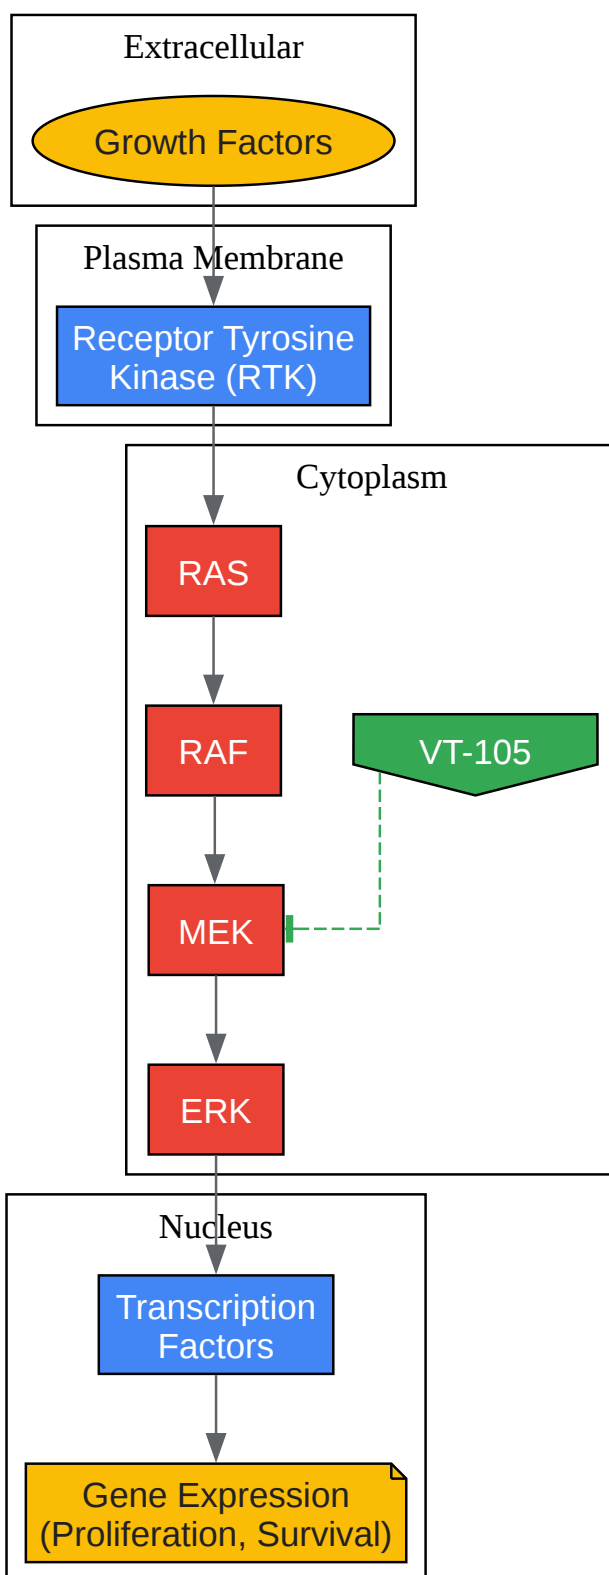 Extracellular
Growth Factors
Plasma Membrane
Receptor Tyrosine
Kinase (RTK)
Cytoplasm
RAS
RAF
VT-105
MEK
ERK
Nucleus
Transcription
Factors
Gene Expression
(Proliferation, Survival)